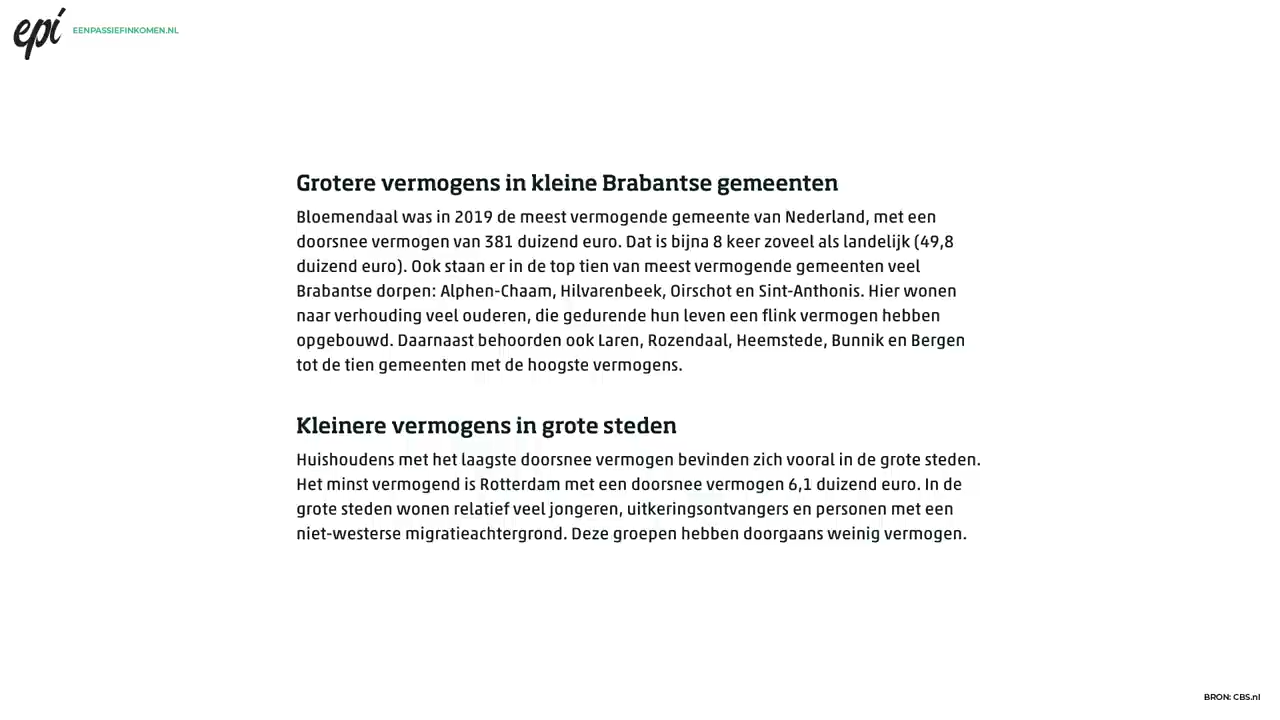 epi
EENPASSIEFINKOMEN.NL
Grotere vermogens in kleine Brabantse gemeenten
Bloemendaal was in 2019 de meest vermogende gemeente van Nederland, met een
doorsnee vermogen van 381 duizend euro. Dat is bijna 8 keer zoveel als landelijk (49,8
duizend euro). Ook staan er in de top tien van meest vermogende gemeenten veel
Brabantse dorpen: Alphen-Chaam, Hilvarenbeek, Oirschot en Sint-Anthonis. Hier wonen
naar verhouding veel ouderen, die gedurende hun leven een flink vermogen hebben
opgebouwd. Daarnaast behoorden ook Laren, Rozendaal, Heemstede, Bunnik en Bergen
tot de tien gemeenten met de hoogste vermogens.
Kleinere vermogens in grote steden
Huishoudens met het laagste doorsnee vermogen bevinden zich vooral in de grote steden.
Het minst vermogend is Rotterdam met een doorsnee vermogen 6,1 duizend euro. In de
grote steden wonen relatief veel jongeren, uitkeringsontvangers en personen met een
niet-westerse migratieachtergrond. Deze groepen hebben doorgaans weinig vermogen.
BRON: CBS.nl